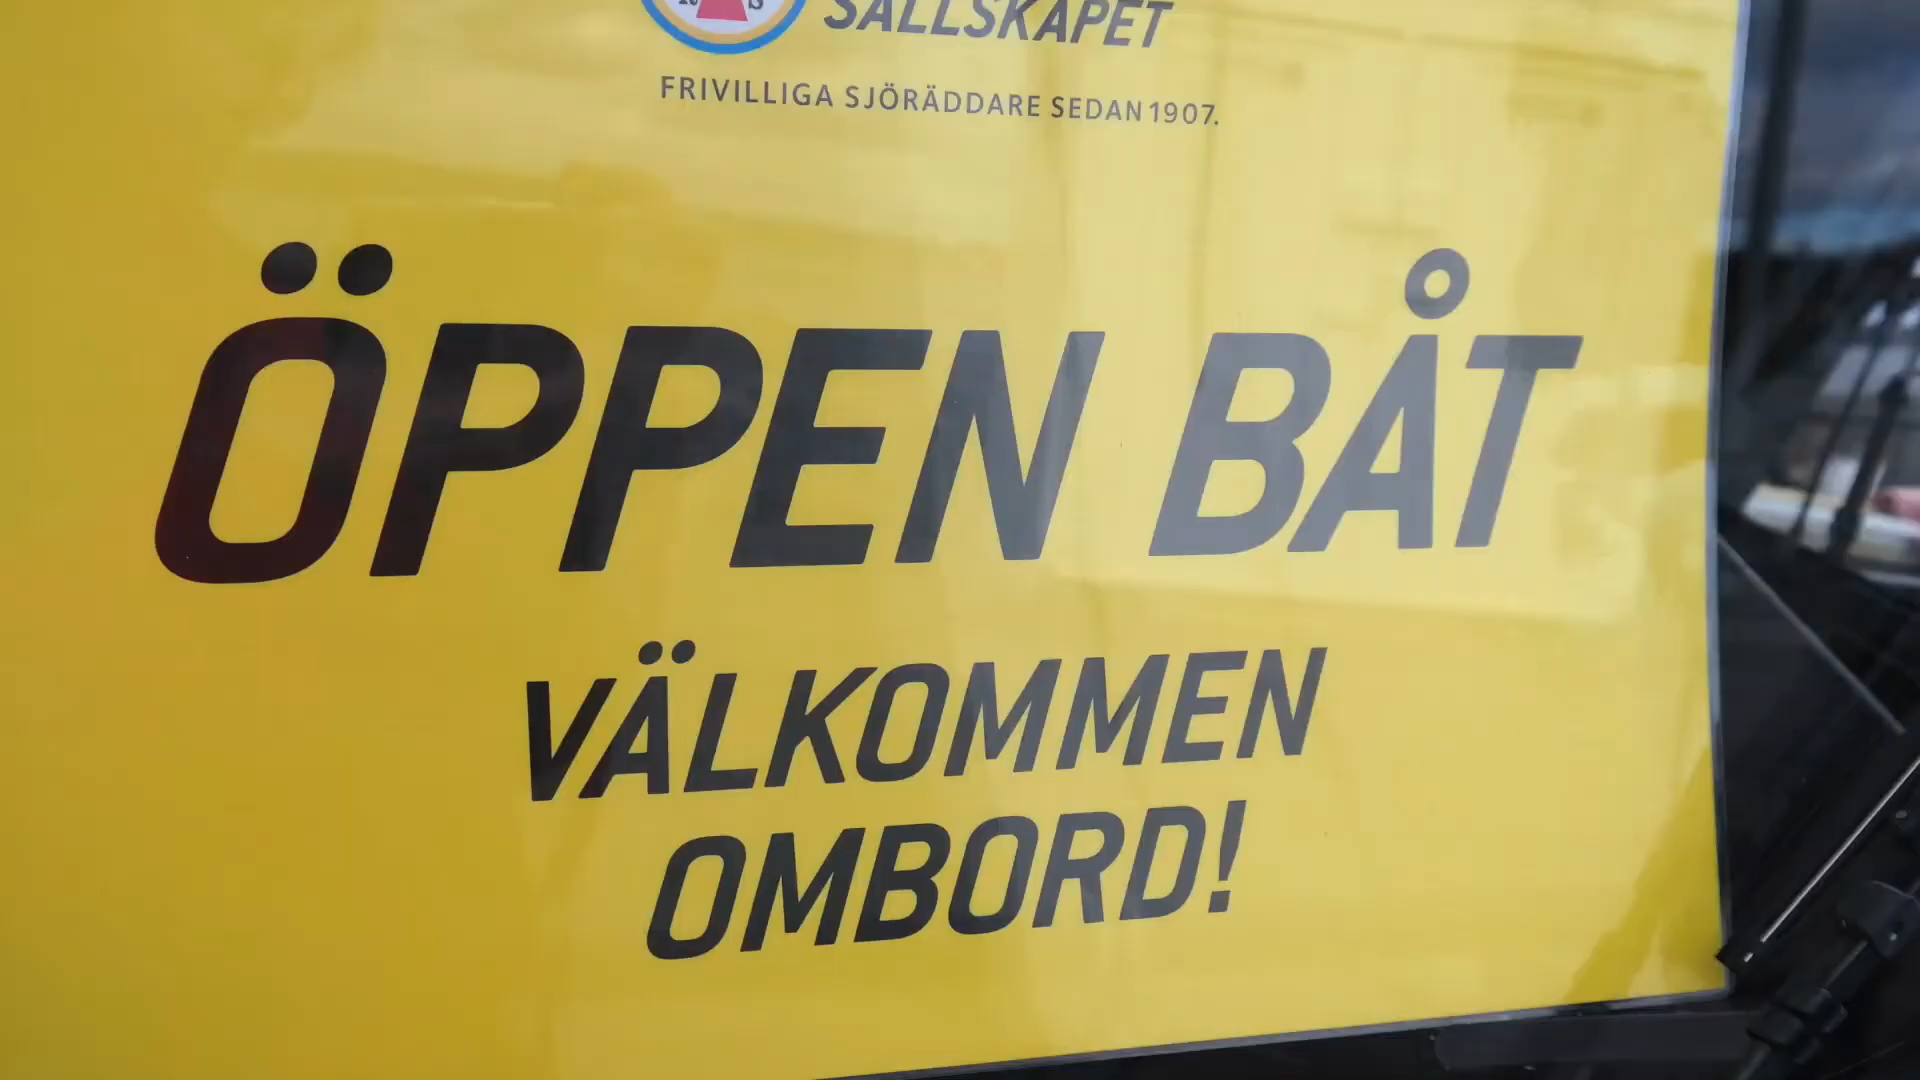 SÄLLSKAPET
FRIVILLIGA SJÖRÄDDARE SEDAN 1907.
ÖPPEN BÅT
VÄLKOMMEN
OMBORD!